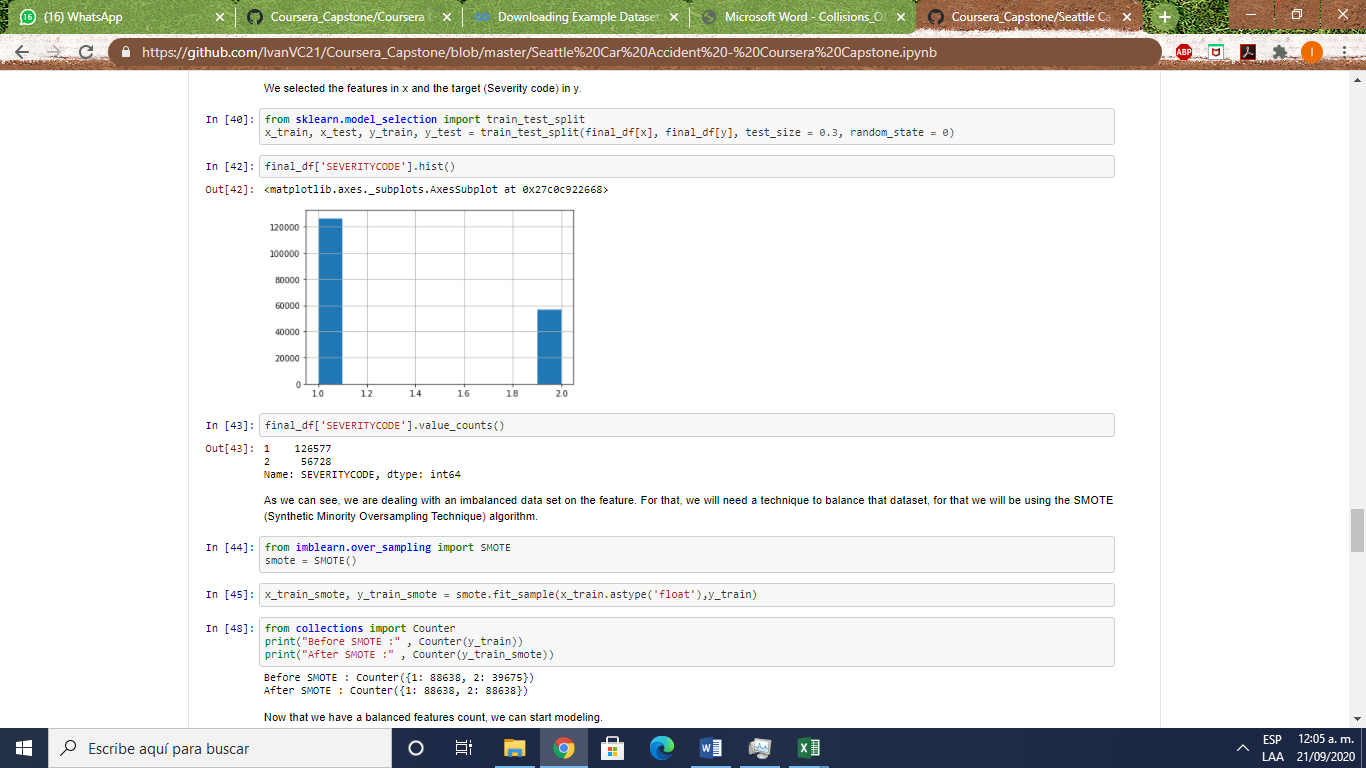 (16) WhatsApp
Coursera_Capstone/Coursera C
Downloading Example Dataset
Microsoft Word - Collisions_O
Coursera_Capstone/Seattle Ca
https://github.com/IvanVC21/Coursera_Capstone/blob/master/Seattle%20Car%20Accident%20-%20Coursera%20Capstone.ipynb
ABP
I
We selected the features in x and the target (Severity code) in y.
In [40]: from sklearn.model_selection import train_test_split
x_train, x_test, y_train, y_test = train_test_split(final_df[x], final_df[y], test_size = 0.3, random_state = 0)
In [42]: final_df['SEVERITYCODE'].hist()
Out[42]: <matplotlib.axes._subplots.AxesSubplot at 0x27c0c922668>
120000
100000
80000
60000
40000
20000
0
1.0 1.2 1.4 1.6 1.8 2.0
In [43]: final_df['SEVERITYCODE'].value_counts()
Out[43]: 1    126577
2     56728
Name: SEVERITYCODE, dtype: int64
As we can see, we are dealing with an imbalanced data set on the feature. For that, we will need a technique to balance that dataset, for that we will be using the SMOTE
(Synthetic Minority Oversampling Technique) algorithm.
In [44]: from imblearn.over_sampling import SMOTE
smote = SMOTE()
In [45]: x_train_smote, y_train_smote = smote.fit_sample(x_train.astype('float'),y_train)
In [48]: from collections import Counter
print("Before SMOTE :" , Counter(y_train))
print("After SMOTE :" , Counter(y_train_smote))
Before SMOTE : Counter({1: 88638, 2: 39675})
After SMOTE : Counter({1: 88638, 2: 88638})
Now that we have a balanced features count, we can start modeling.
Escribe aquí para buscar
ESP
LAA
12:05 a. m.
21/09/2020